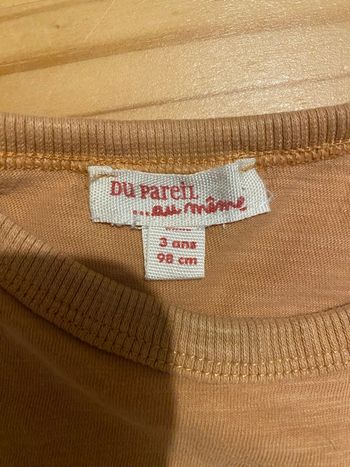 Du Pareil
...au même
3 ans
98 cm